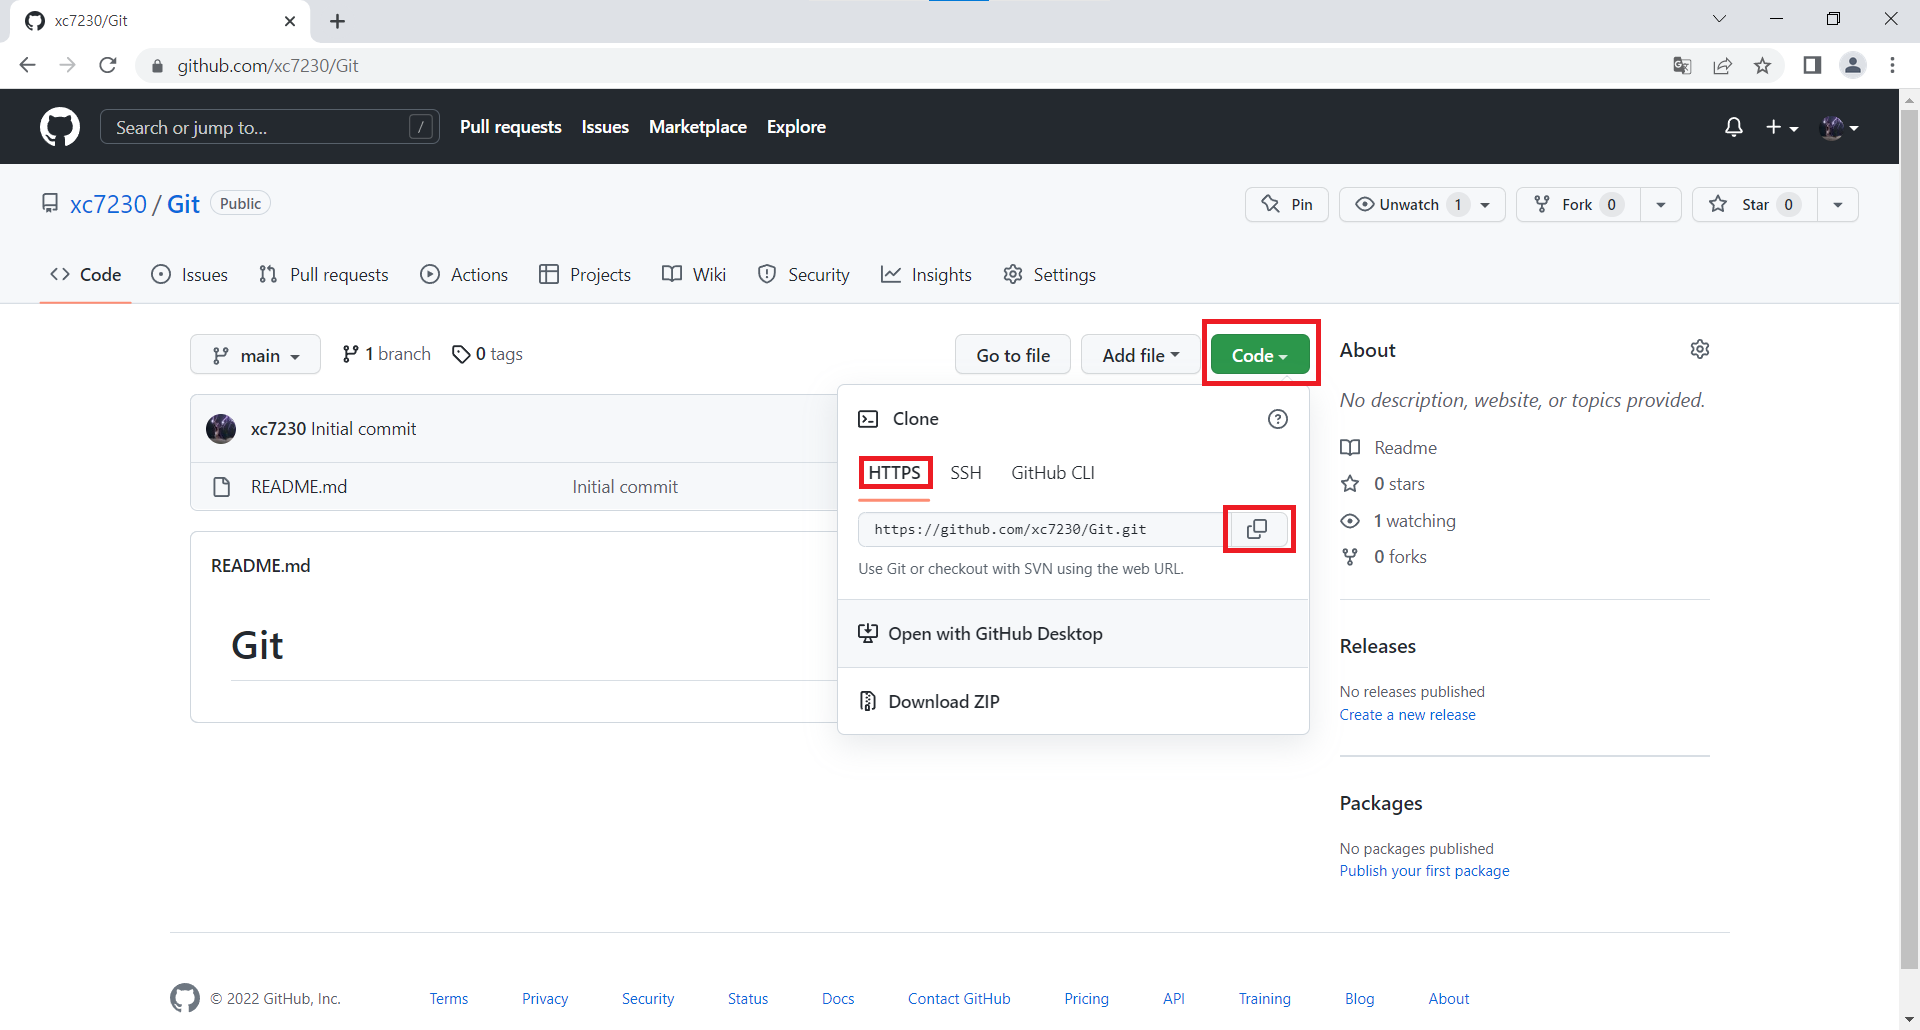 xc7230/Git
github.com/xc7230/Git
Search or jump to... /
Pull requests Issues Marketplace Explore
xc7230 / Git Public
Pin Unwatch 1 Fork 0 Star 0
Code Issues Pull requests Actions Projects Wiki Security Insights Settings
main 1 branch 0 tags Go to file Add file Code
xc7230 Initial commit
README.md Initial commit
README.md
Git
Clone
HTTPS SSH GitHub CLI
https://github.com/xc7230/Git.git
Use Git or checkout with SVN using the web URL.
Open with GitHub Desktop
Download ZIP
About
No description, website, or topics provided.
Readme
0 stars
1 watching
0 forks
Releases
No releases published
Create a new release
Packages
No packages published
Publish your first package
© 2022 GitHub, Inc. Terms Privacy Security Status Docs Contact GitHub Pricing API Training Blog About